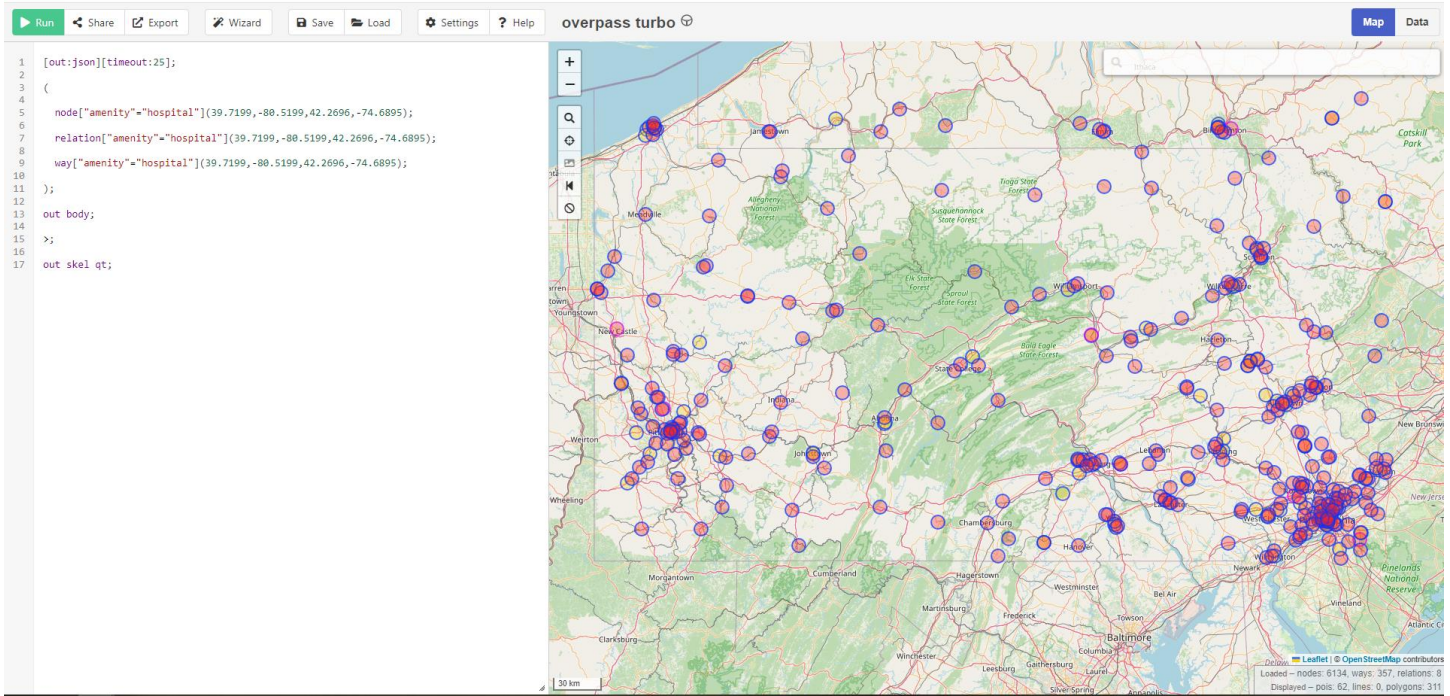 Run Share Export Wizard Save Load Settings ? Help overpass turbo Map Data
1 [out:json][timeout:25];
2
3 (
4
5 node["amenity"="hospital"](39.7199,-80.5199,42.2696,-74.6895);
6
7 relation["amenity"="hospital"](39.7199,-80.5199,42.2696,-74.6895);
8
9 way["amenity"="hospital"](39.7199,-80.5199,42.2696,-74.6895);
10
11 );
12
13 out body;
14
15 >;
16
17 out skel qt;
+
−
Jamestown
Catskill
Park
Allegheny
National
Forest
Tioga State
Forest
Meadville
Susquehannock
State Forest
Elk State
Forest
Sproul
State Forest
Youngstown
New Castle
Hazleton
Bald Eagle
State Forest
State College
Indiana
New Brunsw
Weirton
Lebanon
Wheeling
New Jerse
Chambersburg
Hanover
Morgantown
Cumberland
Hagerstown
Newark
Pinelands
National
Reserve
Westminster
Bel Air
Martinsburg
Vineland
Frederick
Towson
Atlantic C
Clarksburg
Baltimore
Columbia
Winchester
Leesburg
Gaithersburg
Laurel
30 km
Silver Spring
Annapolis
Leaflet | © OpenStreetMap contributors
Loaded – nodes: 6134, ways: 357, relations: 8
Displayed – pois: 62, lines: 0, polygons: 311